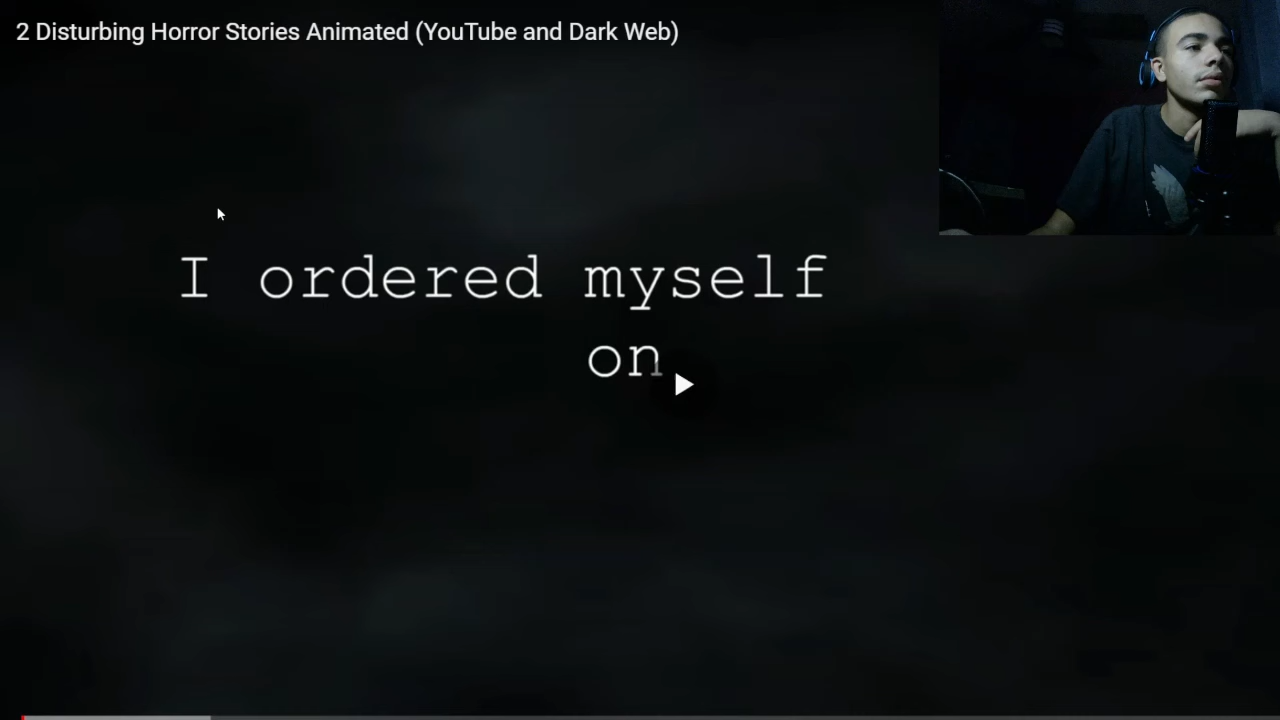 2 Disturbing Horror Stories Animated (YouTube and Dark Web)
I ordered myself
on